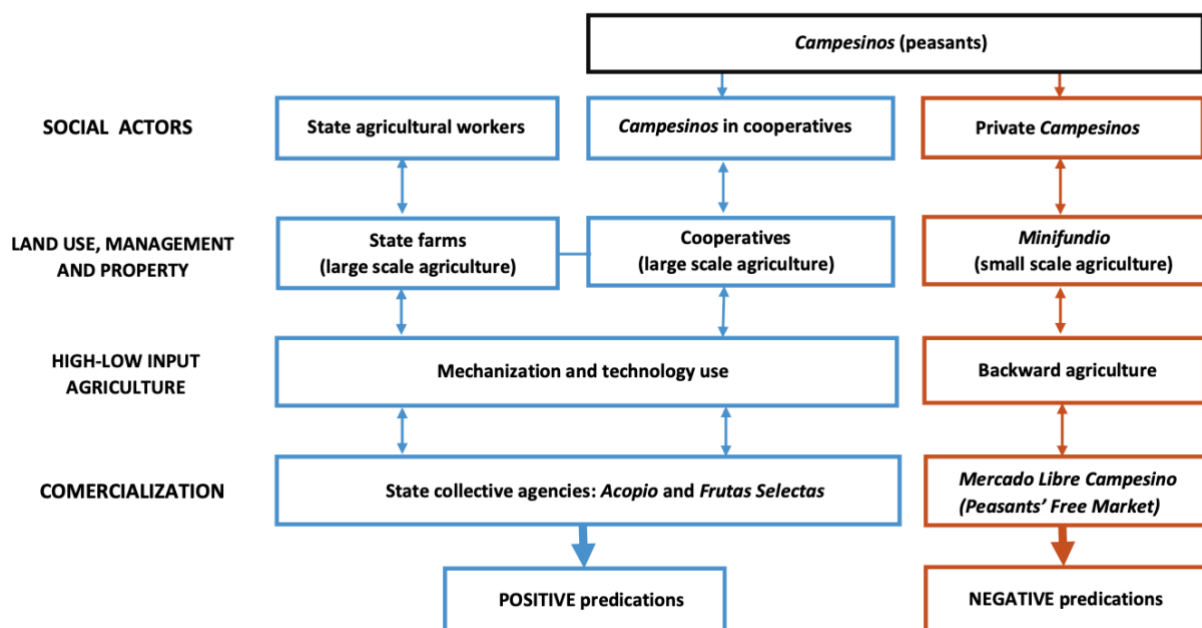 Campesinos (peasants)
SOCIAL ACTORS
State agricultural workers
Campesinos in cooperatives
Private Campesinos
LAND USE, MANAGEMENT
AND PROPERTY
State farms
(large scale agriculture)
Cooperatives
(large scale agriculture)
Minifundio
(small scale agriculture)
HIGH-LOW INPUT
AGRICULTURE
Mechanization and technology use
Backward agriculture
COMERCIALIZATION
State collective agencies: Acopio and Frutas Selectas
Mercado Libre Campesino
(Peasants' Free Market)
POSITIVE predications
NEGATIVE predications